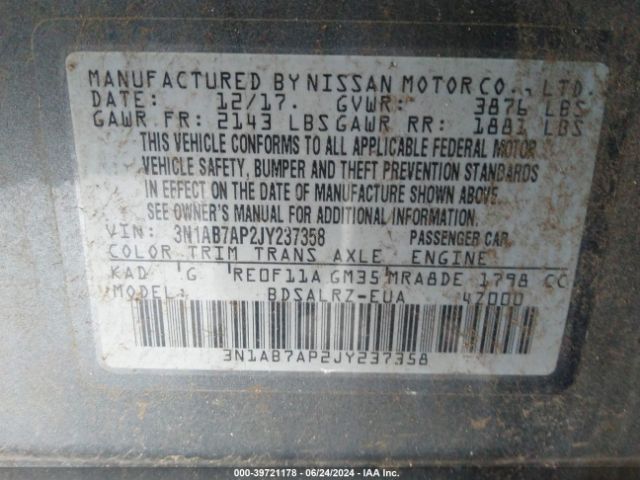 MANUFACTURED BY NISSAN MOTOR CO., LTD.
DATE: 12/17. GVWR: 3876 LBS
GAWR FR: 2143 LBS GAWR RR: 1881 LBS
THIS VEHICLE CONFORMS TO ALL APPLICABLE FEDERAL MOTOR
VEHICLE SAFETY, BUMPER AND THEFT PREVENTION STANDARDS
IN EFFECT ON THE DATE OF MANUFACTURE SHOWN ABOVE.
SEE OWNER'S MANUAL FOR ADDITIONAL INFORMATION.
VIN: 3N1AB7AP2JY237358 PASSENGER CAR
COLOR TRIM TRANS AXLE ENGINE
KAD G RE0F11A GM35 MRA8DE 1798 CC
MODEL: BDSALRZ-EUA 4Z000
3N1AB7AP2JY237358
000-39721178 - 06/24/2024 - IAA Inc.